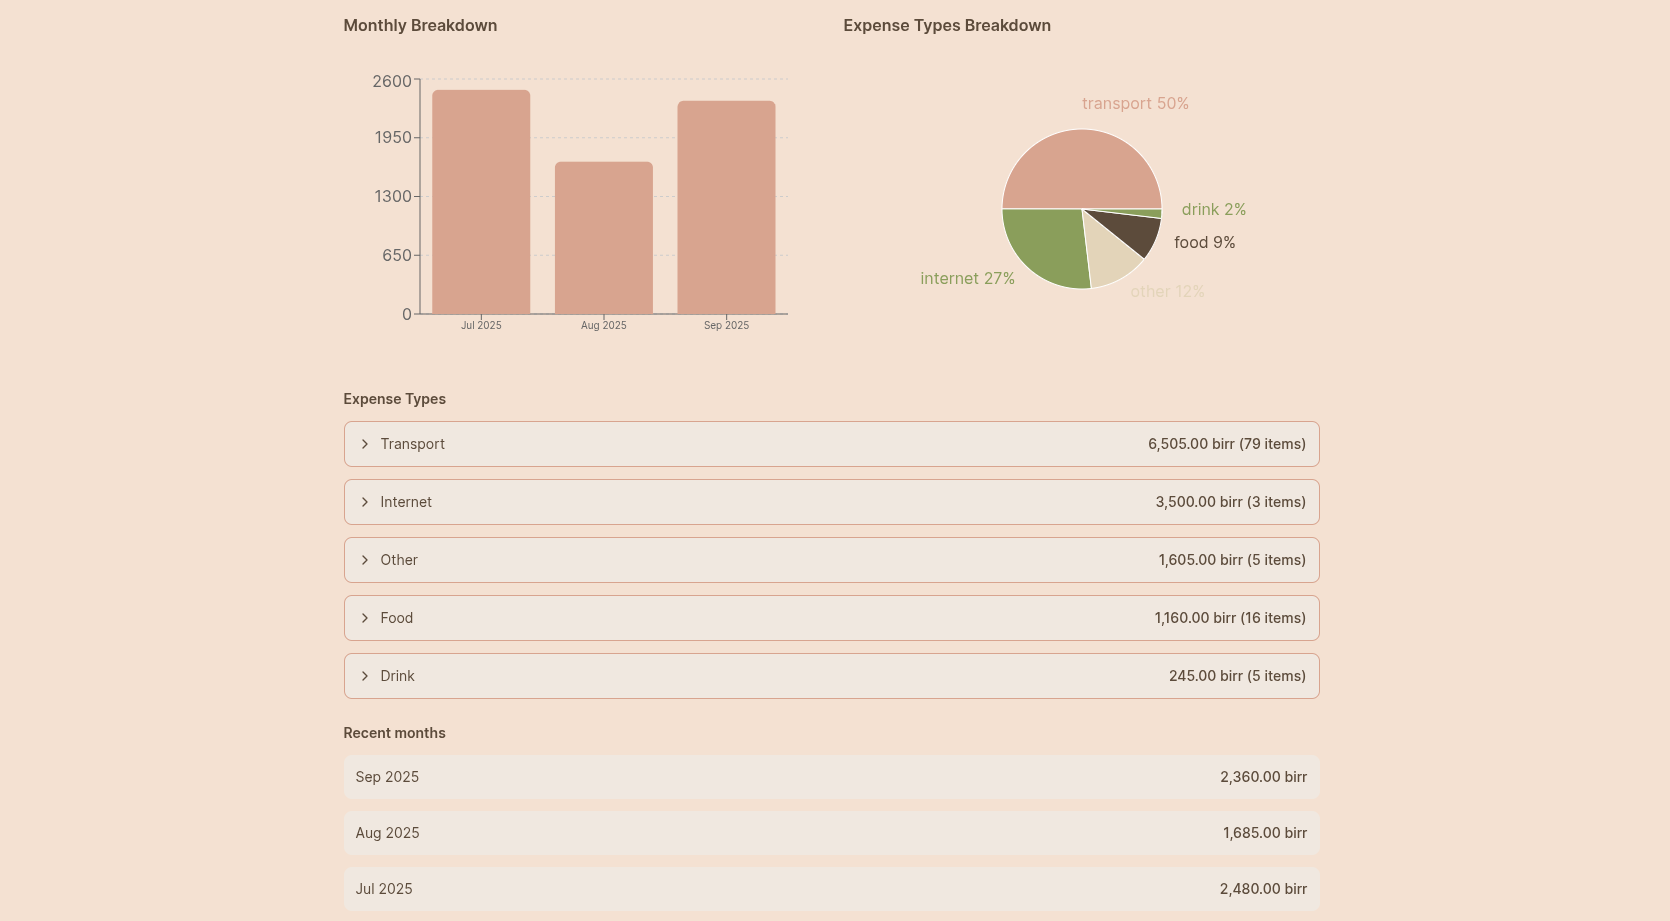 Monthly Breakdown
Expense Types Breakdown
2600
1950
1300
650
0
Jul 2025
Aug 2025
Sep 2025
transport 50%
drink 2%
food 9%
other 12%
internet 27%
Expense Types
Transport 6,505.00 birr (79 items)
Internet 3,500.00 birr (3 items)
Other 1,605.00 birr (5 items)
Food 1,160.00 birr (16 items)
Drink 245.00 birr (5 items)
Recent months
Sep 2025 2,360.00 birr
Aug 2025 1,685.00 birr
Jul 2025 2,480.00 birr